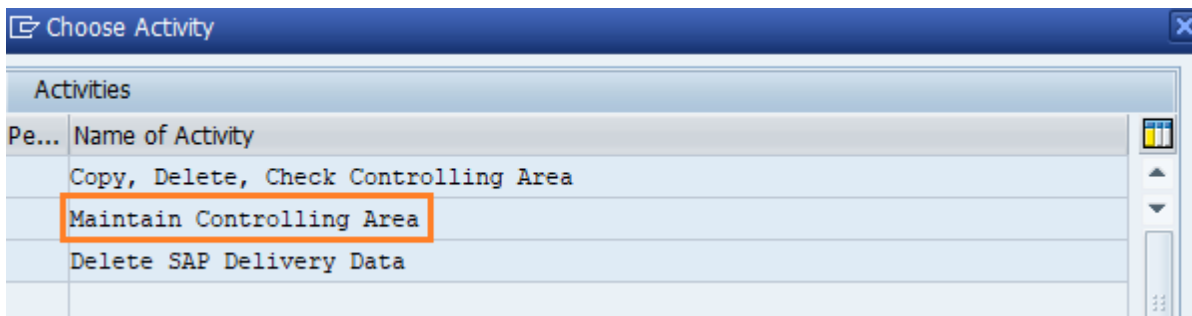 Choose Activity
Activities
Pe... Name of Activity
Copy, Delete, Check Controlling Area
Maintain Controlling Area
Delete SAP Delivery Data